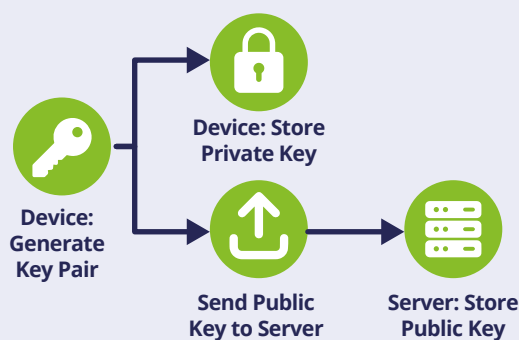 Device: Store
Private Key
Device:
Generate
Key Pair
Send Public
Key to Server
Server: Store
Public Key